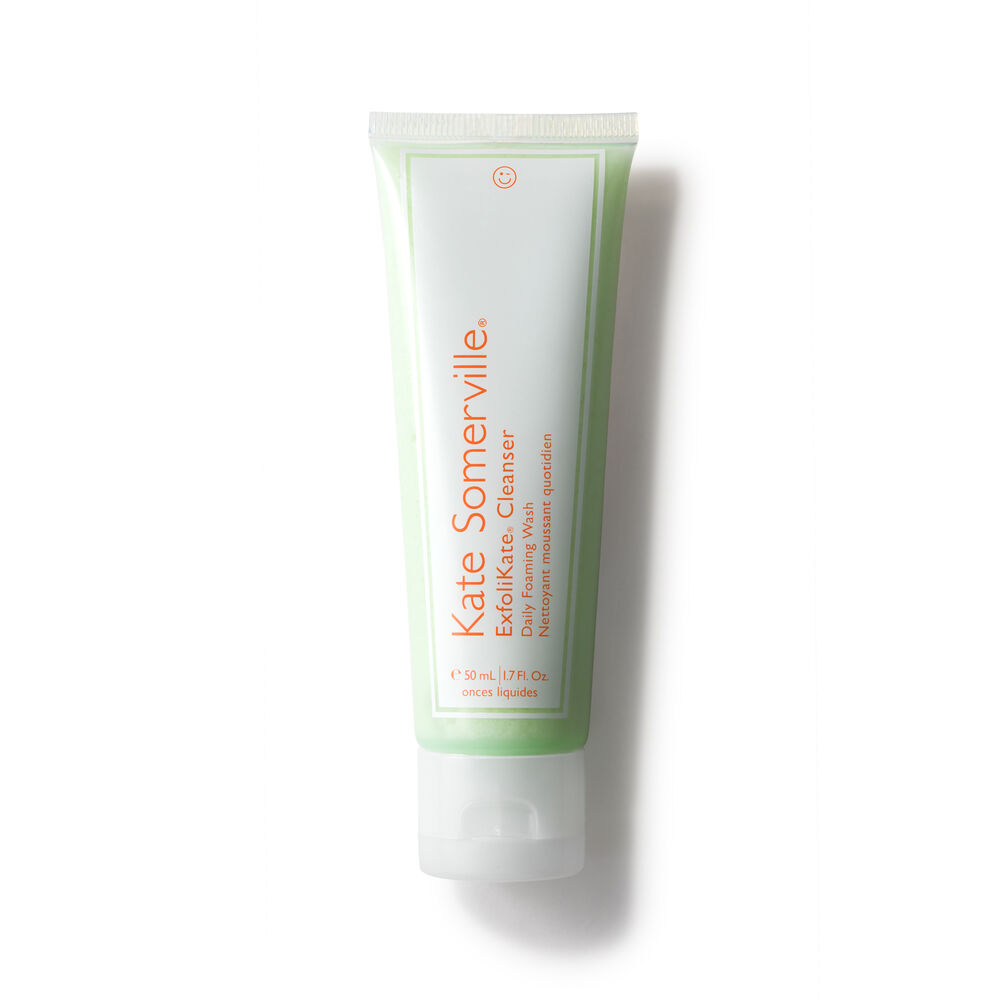 Kate Somerville®
ExfoliKate® Cleanser
Daily Foaming Wash
Nettoyant moussant quotidien
℮ 50 mL | 1.7 Fl. Oz.
onces liquides